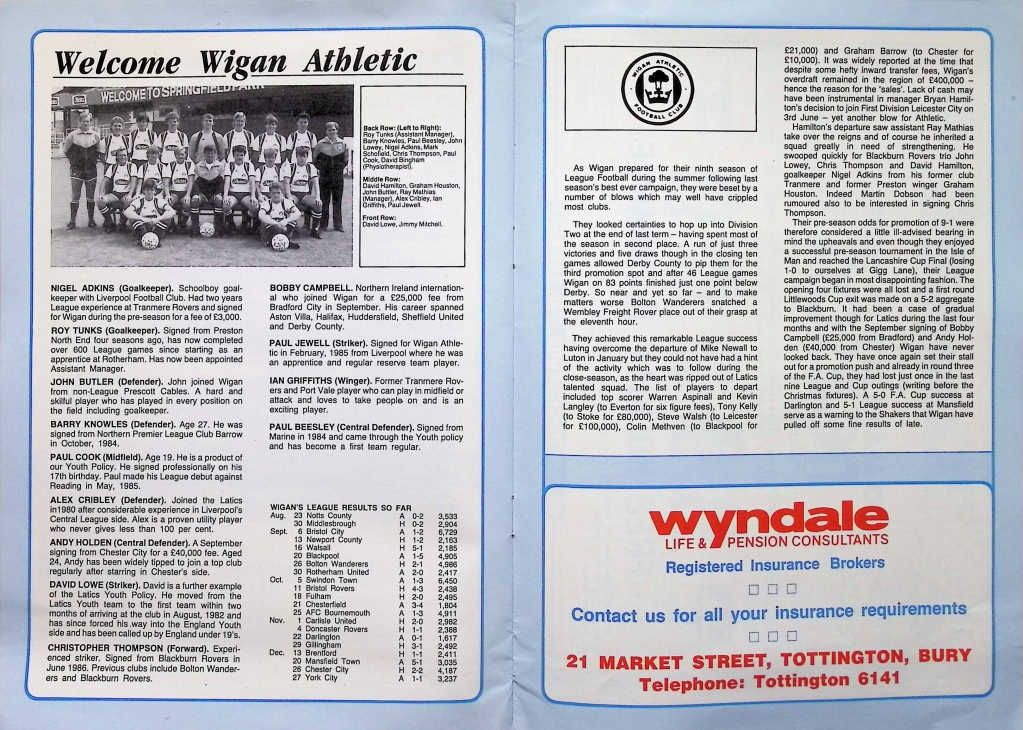 Welcome Wigan Athletic
WELCOME TO SPRINGFIELD PARK
Back Row: (Left to Right):
Roy Tunks (Assistant Manager),
Barry Knowles, Paul Beesley, John
Lowey, Nigel Adkins, Mark
Schofield, Chris Thompson, Paul
Cook, David Bingham
(Physiotherapist).
Middle Row:
David Hamilton, Graham Houston,
John Buttler, Ray Mathias
(Manager), Alex Cribley, Ian
Griffiths, Paul Jewell.
Front Row:
David Lowe, Jimmy Mitchell.
NIGEL ADKINS (Goalkeeper). Schoolboy goal-
keeper with Liverpool Football Club. Had two years
League experience at Tranmere Rovers and signed
for Wigan during the pre-season for a fee of £3,000.
ROY TUNKS (Goalkeeper). Signed from Preston
North End four seasons ago, has now completed
over 600 League games since starting as an
apprentice at Rotherham. Has now been appointed
Assistant Manager.
JOHN BUTLER (Defender). John joined Wigan
from non-League Prescott Cables. A hard and
skilful player who has played in every position on
the field including goalkeeper.
BARRY KNOWLES (Defender). Age 27. He was
signed from Northern Premier League Club Barrow
in October, 1984.
PAUL COOK (Midfield). Age 19. He is a product of
our Youth Policy. He signed professionally on his
17th birthday. Paul made his League debut against
Reading in May, 1985.
ALEX CRIBLEY (Defender). Joined the Latics
in1980 after considerable experience in Liverpool's
Central League side. Alex is a proven utility player
who never gives less than 100 per cent.
ANDY HOLDEN (Central Defender). A September
signing from Chester City for a £40,000 fee. Aged
24, Andy has been widely tipped to join a top club
regularly after starring in Chester's side.
DAVID LOWE (Striker). David is a further example
of the Latics Youth Policy. He moved from the
Latics Youth team to the first team within two
months of arriving at the club in August, 1982 and
has since forced his way into the England Youth
side and has been called up by England under 19's.
CHRISTOPHER THOMPSON (Forward). Experi-
enced striker. Signed from Blackburn Rovers in
June 1986. Previous clubs include Bolton Wander-
ers and Blackburn Rovers.
BOBBY CAMPBELL. Northern Ireland internation-
al who joined Wigan for a £25,000 fee from
Bradford City in September. His career spanned
Aston Villa, Halifax, Huddersfield, Sheffield United
and Derby County.
PAUL JEWELL (Striker). Signed for Wigan Athle-
tic in February, 1985 from Liverpool where he was
an apprentice and regular reserve team player.
IAN GRIFFITHS (Winger). Former Tranmere Rov-
ers and Port Vale player who can play in midfield or
attack and loves to take people on and is an
exciting player.
PAUL BEESLEY (Central Defender). Signed from
Marine in 1984 and came through the Youth policy
and has become a first team regular.
WIGAN'S LEAGUE RESULTS SO FAR
Aug. 23 Notts County A 0-2 3,533
30 Middlesbrough H 0-2 2,904
Sept. 6 Bristol City A 1-2 6,729
13 Newport County H 1-2 2,163
16 Walsall H 5-1 2,185
20 Blackpool A 1-5 4,905
26 Bolton Wanderers H 2-1 4,986
30 Rotherham United A 2-0 2,417
Oct. 5 Swindon Town A 1-3 6,450
11 Bristol Rovers H 4-3 2,438
18 Fulham H 2-0 2,495
21 Chesterfield A 3-4 1,804
25 AFC Bournemouth A 1-3 4,911
Nov. 1 Carlisle United H 2-0 2,982
4 Doncaster Rovers H 1-1 2,388
22 Darlington A 0-1 1,617
29 Gillingham H 3-1 2,492
Dec. 13 Brentford H 1-1 2,411
20 Mansfield Town A 5-1 3,035
26 Chester City H 2-2 4,187
27 York City A 1-1 3,237
WIGAN ATHLETIC
FOOTBALL CLUB
As Wigan prepared for their ninth season of
League Football during the summer following last
season's best ever campaign, they were beset by a
number of blows which may well have crippled
most clubs.
They looked certainties to hop up into Division
Two at the end of last term – having spent most of
the season in second place. A run of just three
victories and five draws though in the closing ten
games allowed Derby County to pip them for the
third promotion spot and after 46 League games
Wigan on 83 points finished just one point below
Derby. So near and yet so far – and to make
matters worse Bolton Wanderers snatched a
Wembley Freight Rover place out of their grasp at
the eleventh hour.
They achieved this remarkable League success
having overcome the departure of Mike Newall to
Luton in January but they could not have had a hint
of the activity which was to follow during the
close-season, as the heart was ripped out of Latics
talented squad. The list of players to depart
included top scorer Warren Aspinall and Kevin
Langley (to Everton for six figure fees), Tony Kelly
(to Stoke for £80,000), Steve Walsh (to Leicester
for £100,000), Colin Methven (to Blackpool for
£21,000) and Graham Barrow (to Chester for
£10,000). It was widely reported at the time that
despite some hefty inward transfer fees, Wigan's
overdraft remained in the region of £400,000 –
hence the reason for the 'sales'. Lack of cash may
have been instrumental in manager Bryan Hamil-
ton's decision to join First Division Leicester City on
3rd June – yet another blow for Athletic.
Hamilton's departure saw assistant Ray Mathias
take over the reigns and of course he inherited a
squad greatly in need of strengthening. He
swooped quickly for Blackburn Rovers trio John
Lowey, Chris Thompson and David Hamilton,
goalkeeper Nigel Adkins from his former club
Tranmere and former Preston winger Graham
Houston. Indeed Martin Dobson had been
rumoured also to be interested in signing Chris
Thompson.
Their pre-season odds for promotion of 9-1 were
therefore considered a little ill-advised bearing in
mind the upheavals and even though they enjoyed
a successful pre-season tournament in the Isle of
Man and reached the Lancashire Cup Final (losing
1-0 to ourselves at Gigg Lane), their League
campaign began in most disappointing fashion. The
opening four fixtures were all lost and a first round
Littlewoods Cup exit was made on a 5-2 aggregate
to Blackburn. It had been a case of gradual
improvement though for Latics during the last four
months and with the September signing of Bobby
Campbell (£25,000 from Bradford) and Andy Hol-
den (£40,000 from Chester) Wigan have never
looked back. They have once again set their stall
out for a promotion push and already in round three
of the F.A. Cup, they had lost just once in the last
nine League and Cup outings (writing before the
Christmas fixtures). A 5-0 F.A. Cup success at
Darlington and 5-1 League success at Mansfield
serve as a warning to the Shakers that Wigan have
pulled off some fine results of late.
wyndale
LIFE & PENSION CONSULTANTS
Registered Insurance Brokers
Contact us for all your insurance requirements
21 MARKET STREET, TOTTINGTON, BURY
Telephone: Tottington 6141